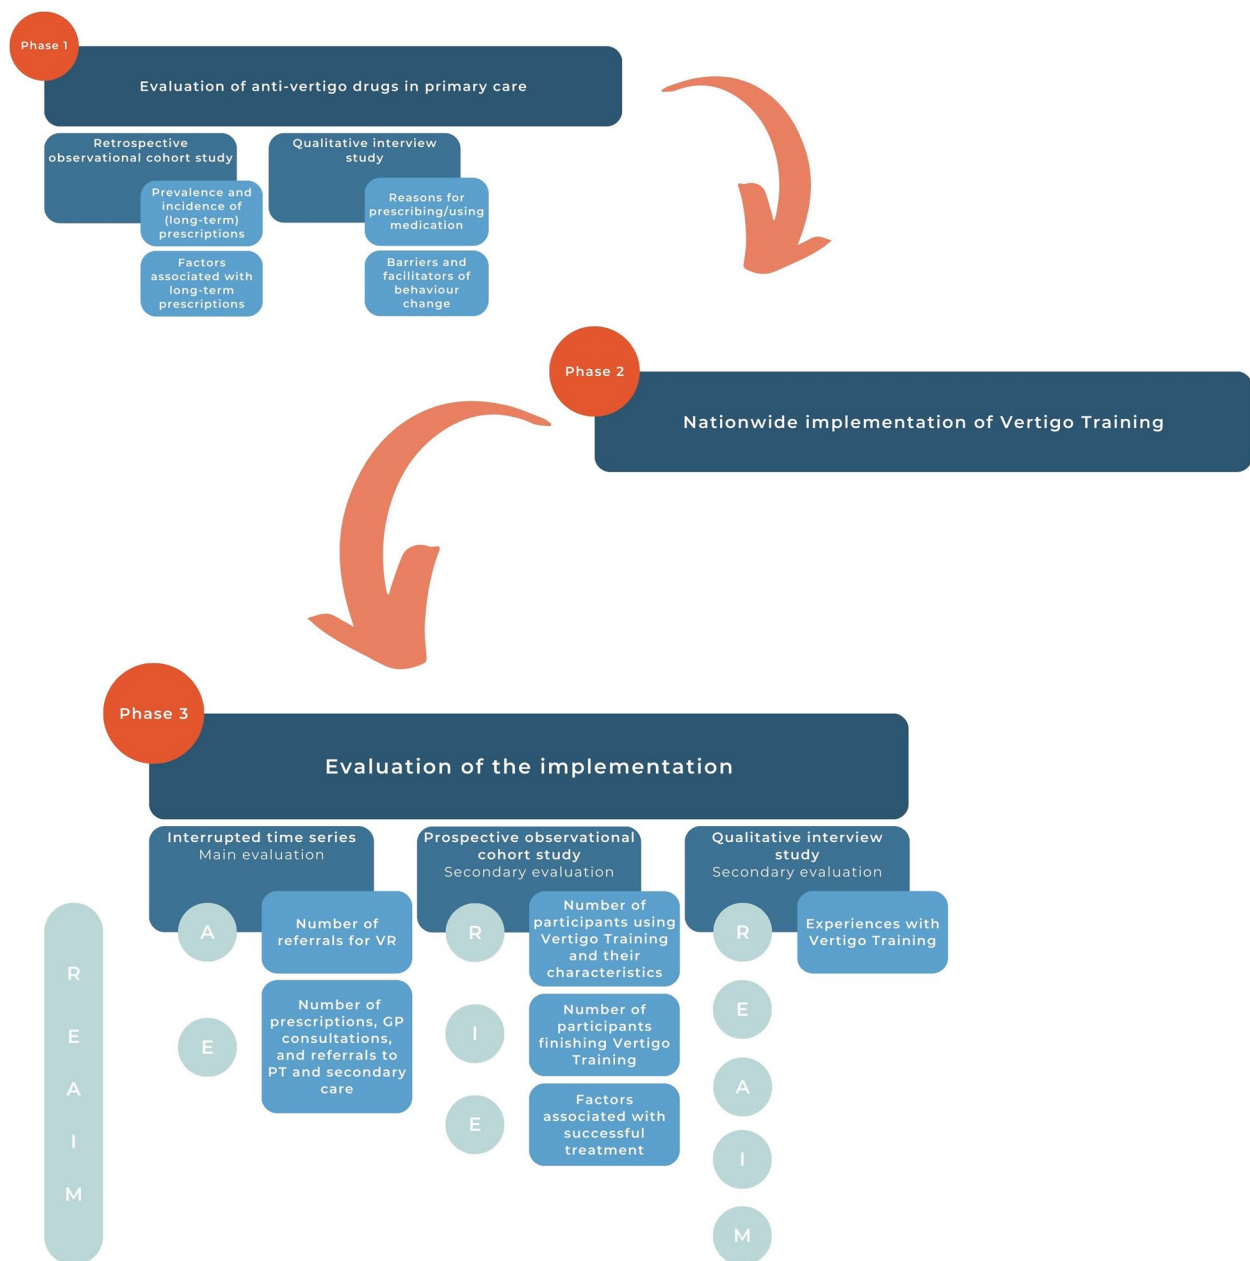 Phase 1
Evaluation of anti-vertigo drugs in primary care
Retrospective
observational cohort study
Prevalence and
incidence of
(long-term)
prescriptions
Factors
associated with
long-term
prescriptions
Qualitative interview
study
Reasons for
prescribing/using
medication
Barriers and
facilitators of
behaviour
change
Phase 2
Nationwide implementation of Vertigo Training
Phase 3
Evaluation of the implementation
R
E
A
I
M
Interrupted time series
Main evaluation
A
Number of
referrals for VR
E
Number of
prescriptions, GP
consultations,
and referrals to
PT and secondary
care
Prospective observational
cohort study
Secondary evaluation
R
Number of
participants using
Vertigo Training
and their
characteristics
I
Number of
participants
finishing Vertigo
Training
E
Factors
associated with
successful
treatment
Qualitative interview
study
Secondary evaluation
R
E
A
I
M
Experiences with
Vertigo Training